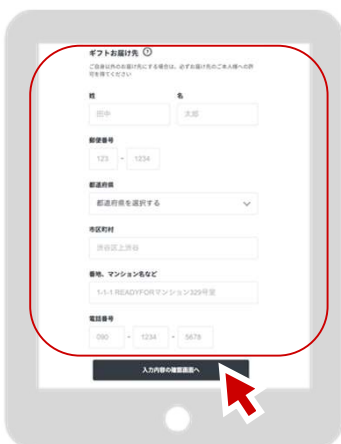 ギフトお届け先 ?
ご自身以外のお届け先にする場合は、必ずお届け先のご本人様への許
可を得てください
姓 名
田中 太郎
郵便番号
123 - 1234
都道府県
都道府県を選択する
市区町村
渋谷区上渋谷
番地、マンション名など
1-1-1 READYFORマンション329号室
電話番号
080 - 1234 - 5678
入力内容の確認画面へ